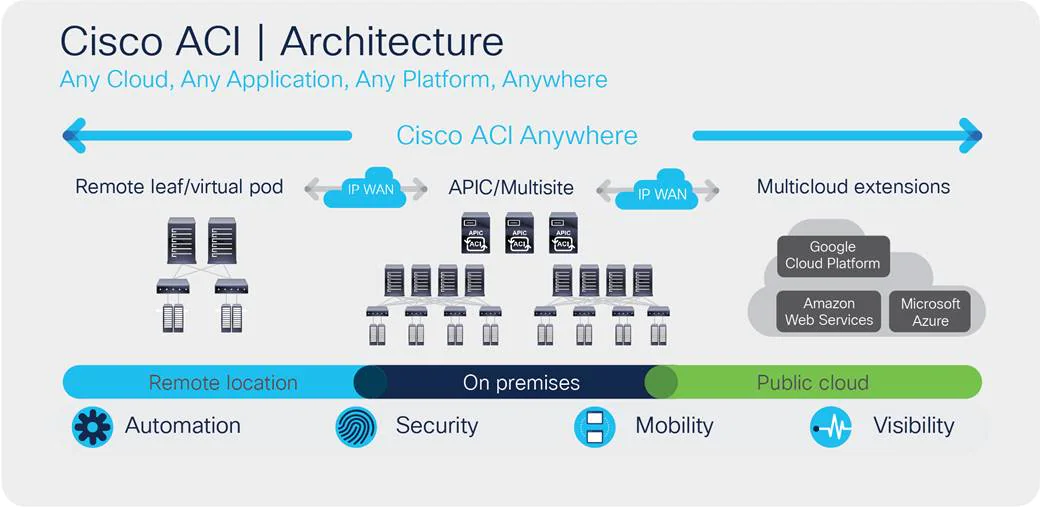 Cisco ACI | Architecture
Any Cloud, Any Application, Any Platform, Anywhere
Cisco ACI Anywhere
Remote leaf/virtual pod
IP WAN
APIC/Multisite
IP WAN
Multicloud extensions
APIC
ACI
APIC
ACI
APIC
ACI
Google
Cloud Platform
Amazon
Web Services
Microsoft
Azure
Remote location
On premises
Public cloud
Automation
Security
Mobility
Visibility